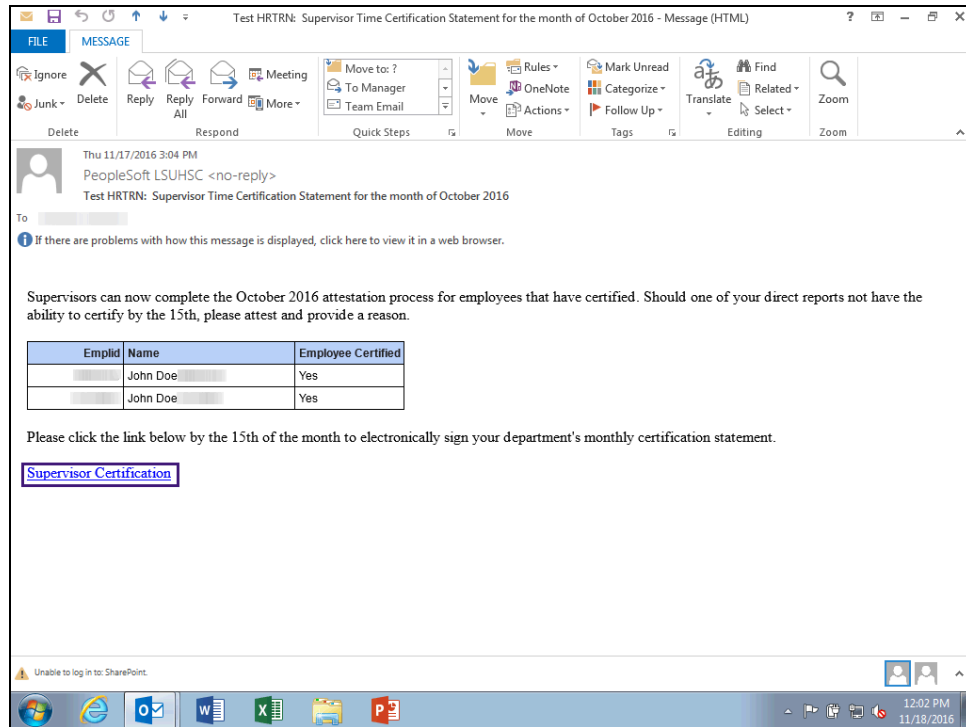 Test HRTRN:  Supervisor Time Certification Statement for the month of October 2016 - Message (HTML)
FILE MESSAGE
Ignore
Junk
Delete
Reply
Reply All
Forward
Meeting
More
Move to: ?
To Manager
Team Email
Move
Rules
OneNote
Actions
Mark Unread
Categorize
Follow Up
Translate
Find
Related
Select
Zoom
Delete Respond Quick Steps Move Tags Editing Zoom
Thu 11/17/2016 3:04 PM
PeopleSoft LSUHSC <no-reply>
Test HRTRN:  Supervisor Time Certification Statement for the month of October 2016
To
If there are problems with how this message is displayed, click here to view it in a web browser.
Supervisors can now complete the October 2016 attestation process for employees that have certified. Should one of your direct reports not have the
ability to certify by the 15th, please attest and provide a reason.
Emplid Name Employee Certified
John Doe Yes
John Doe Yes
Please click the link below by the 15th of the month to electronically sign your department's monthly certification statement.
Supervisor Certification
Unable to log in to: SharePoint.
12:02 PM
11/18/2016